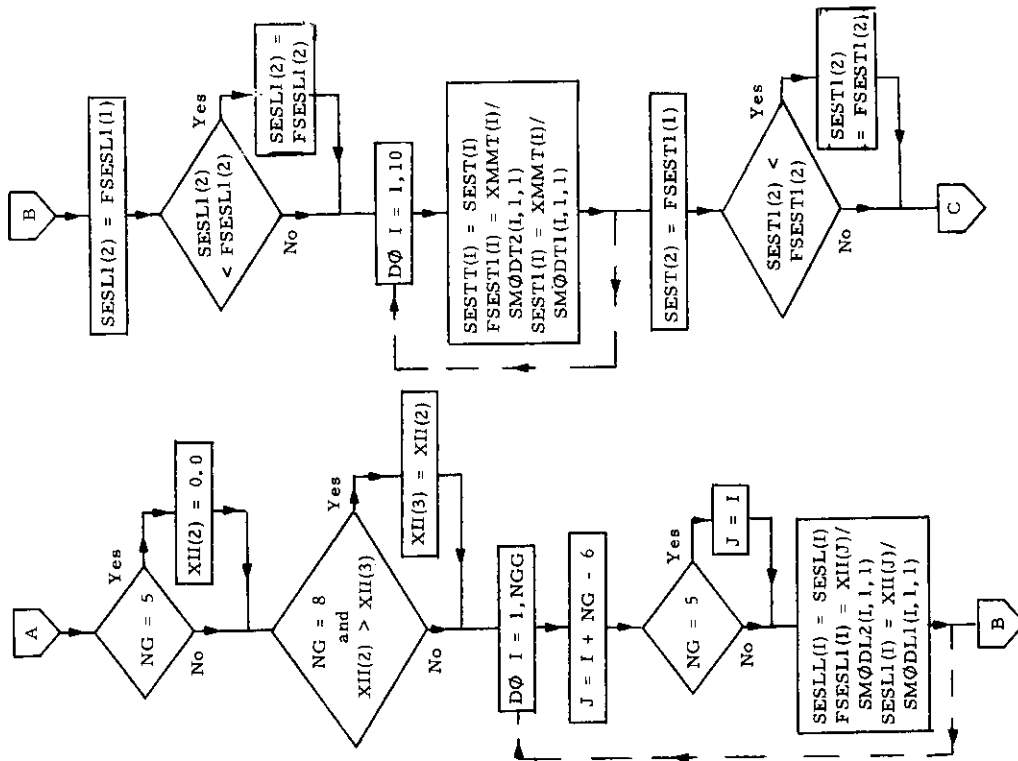 A
NG = 5
Yes
XII(2) = 0.0
No
NG = 8
and
XII(2) > XII(3)
Yes
XII(3) = XII(2)
No
DØ I = 1,NGG
J = I + NG - 6
NG = 5
Yes
J = I
No
SESLL(I) = SESL(I)
FSESL1(I) = XII(J)/
SMØDL2(I,1,1)
SESL1(I) = XII(J)/
SMØDL1(I,1,1)
B
B
SESL1(2) = FSESL1(1)
SESL1(2)
< FSESL1(2)
Yes
SESL1(2) =
FSESL1(2)
No
DØ I = 1,10
SESTT(I) = SEST(I)
FSEST1(I) = XMMT(I)/
SMØDT2(I,1,1)
SEST1(I) = XMMT(I)/
SMØDT1(I,1,1)
SEST(2) = FSEST1(1)
SEST1(2) <
FSEST1(2)
Yes
SEST1(2)
= FSEST1(2)
No
C